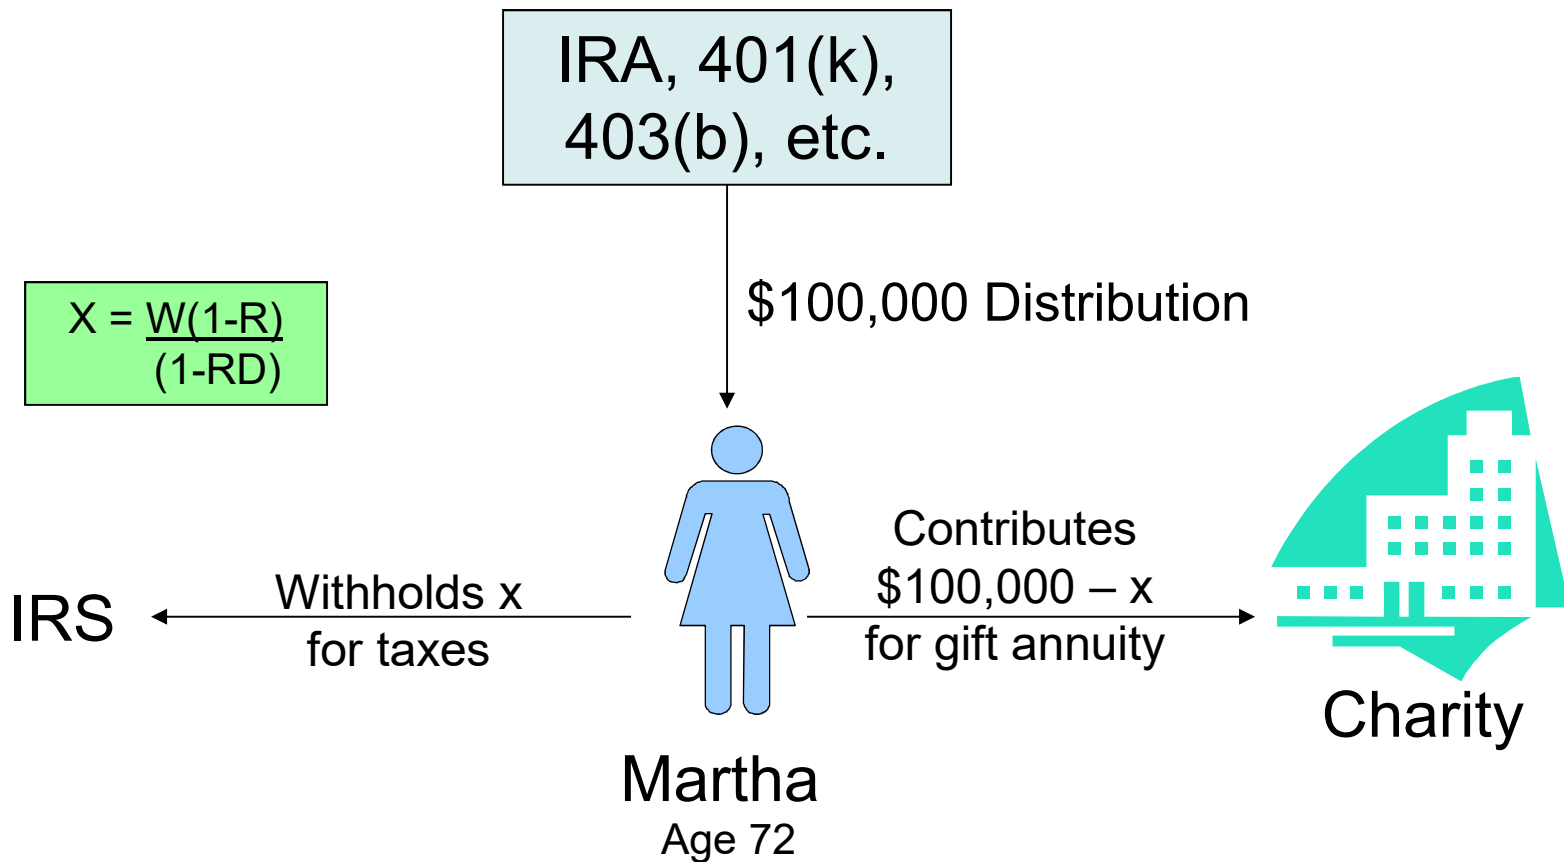 IRA, 401(k),
403(b), etc.
$100,000 Distribution
X = W(1-R)
(1-RD)
IRS
Withholds x
for taxes
Contributes
$100,000 – x
for gift annuity
Charity
Martha
Age 72